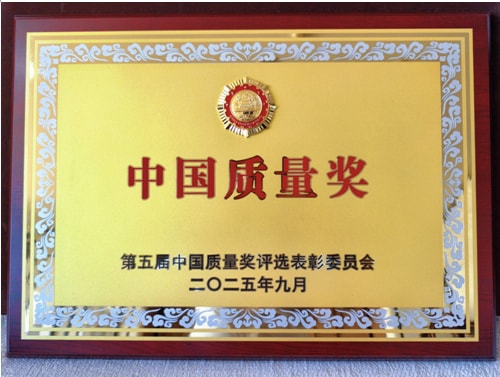 中国质量奖
第五届中国质量奖评选表彰委员会
二〇二五年九月